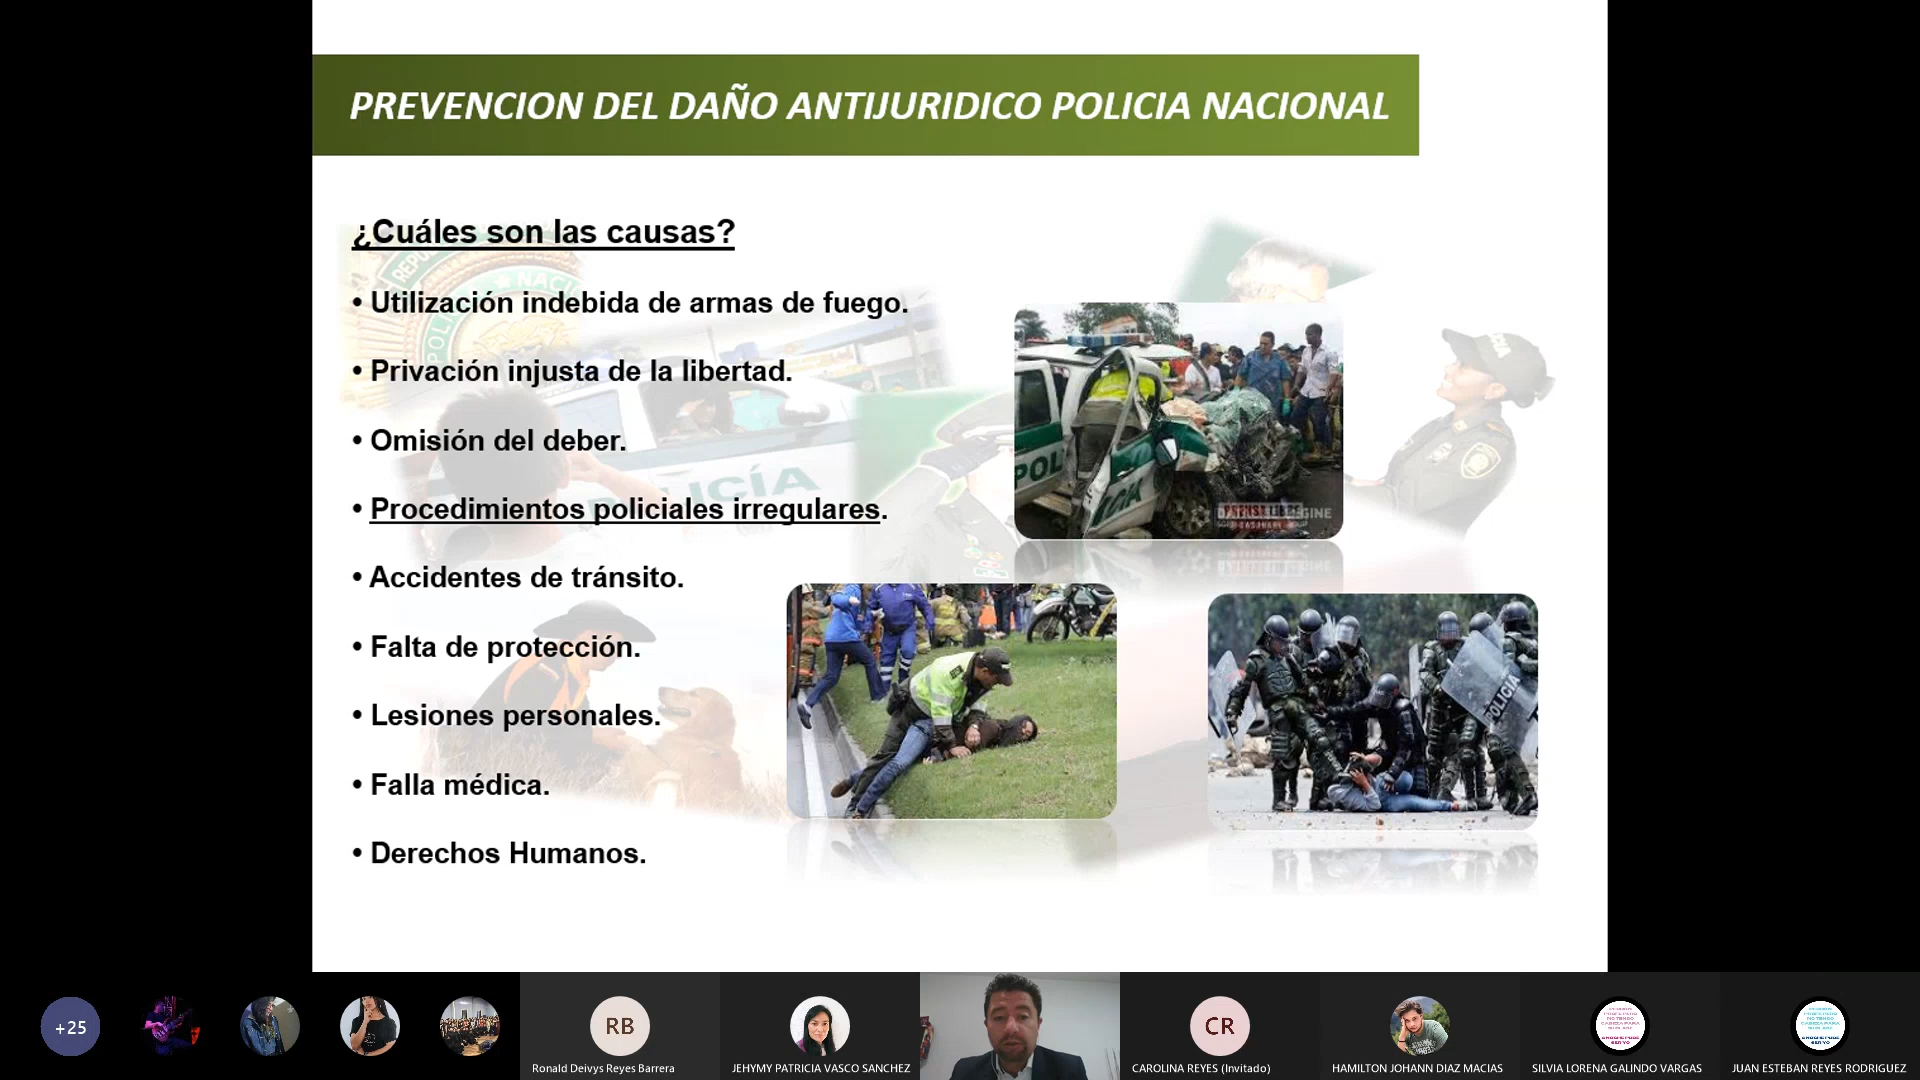 PREVENCION DEL DAÑO ANTIJURIDICO POLICIA NACIONAL
¿Cuáles son las causas?
• Utilización indebida de armas de fuego.
• Privación injusta de la libertad.
• Omisión del deber.
• Procedimientos policiales irregulares.
• Accidentes de tránsito.
• Falta de protección.
• Lesiones personales.
• Falla médica.
• Derechos Humanos.
POLICÍA
POLICIA
+25
RB
Ronald Deivys Reyes Barrera
JEHYMY PATRICIA VASCO SANCHEZ
CR
CAROLINA REYES (Invitado)
HAMILTON JOHANN DIAZ MACIAS
SILVIA LORENA GALINDO VARGAS
JUAN ESTEBAN REYES RODRIGUEZ